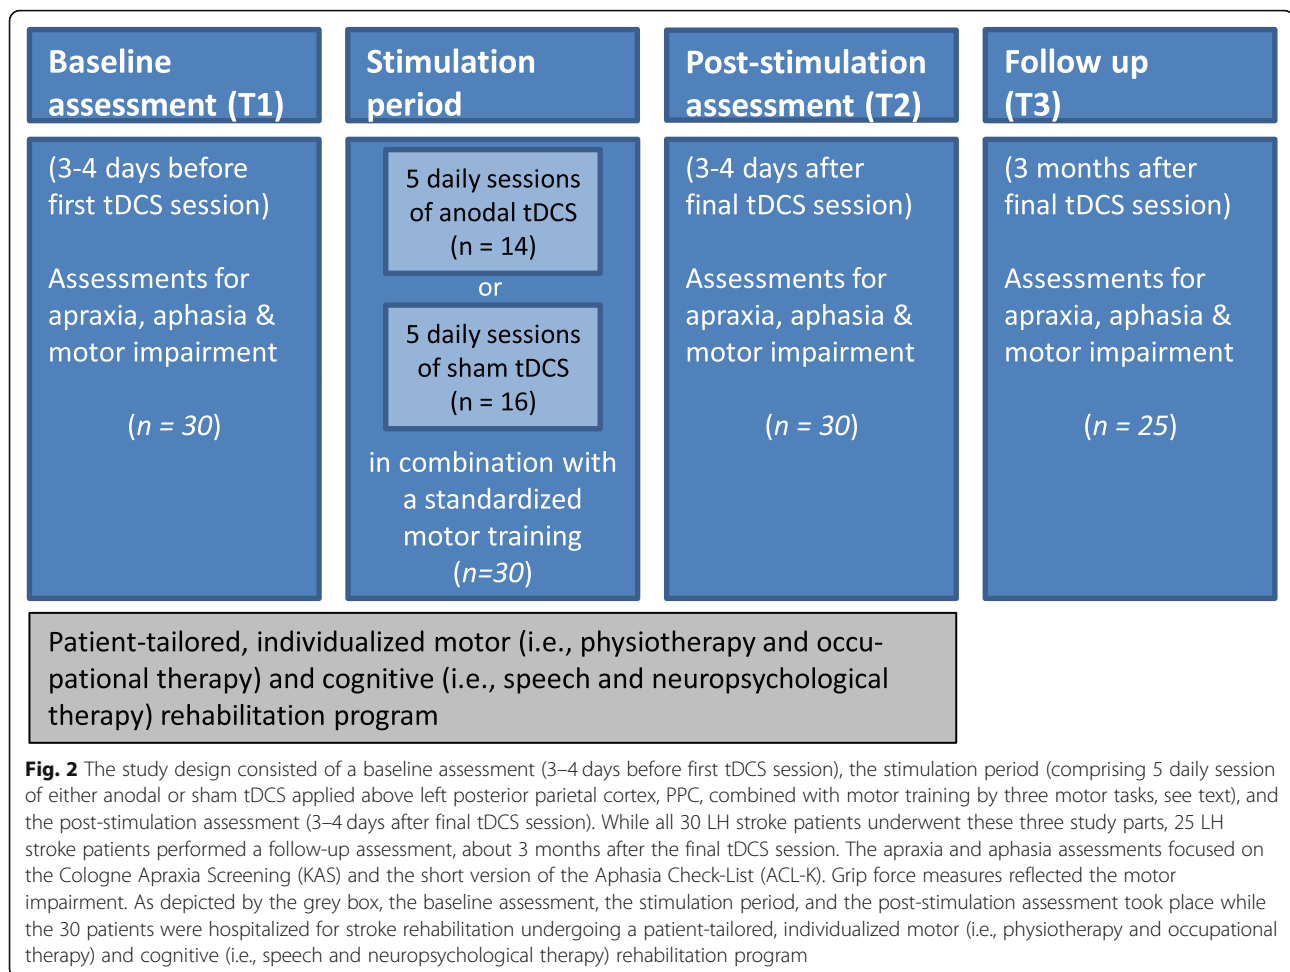 Baseline
assessment (T1)
(3-4 days before
first tDCS session)
Assessments for
apraxia, aphasia &
motor impairment
(n = 30)
Stimulation
period
5 daily sessions
of anodal tDCS
(n = 14)
or
5 daily sessions
of sham tDCS
(n = 16)
in combination with
a standardized
motor training
(n=30)
Post-stimulation
assessment (T2)
(3-4 days after
final tDCS session)
Assessments for
apraxia, aphasia &
motor impairment
(n = 30)
Follow up
(T3)
(3 months after
final tDCS session)
Assessments for
apraxia, aphasia &
motor impairment
(n = 25)
Patient-tailored, individualized motor (i.e., physiotherapy and occu-
pational therapy) and cognitive (i.e., speech and neuropsychological
therapy) rehabilitation program
Fig. 2 The study design consisted of a baseline assessment (3–4 days before first tDCS session), the stimulation period (comprising 5 daily session
of either anodal or sham tDCS applied above left posterior parietal cortex, PPC, combined with motor training by three motor tasks, see text), and
the post-stimulation assessment (3–4 days after final tDCS session). While all 30 LH stroke patients underwent these three study parts, 25 LH
stroke patients performed a follow-up assessment, about 3 months after the final tDCS session. The apraxia and aphasia assessments focused on
the Cologne Apraxia Screening (KAS) and the short version of the Aphasia Check-List (ACL-K). Grip force measures reflected the motor
impairment. As depicted by the grey box, the baseline assessment, the stimulation period, and the post-stimulation assessment took place while
the 30 patients were hospitalized for stroke rehabilitation undergoing a patient-tailored, individualized motor (i.e., physiotherapy and occupational
therapy) and cognitive (i.e., speech and neuropsychological therapy) rehabilitation program